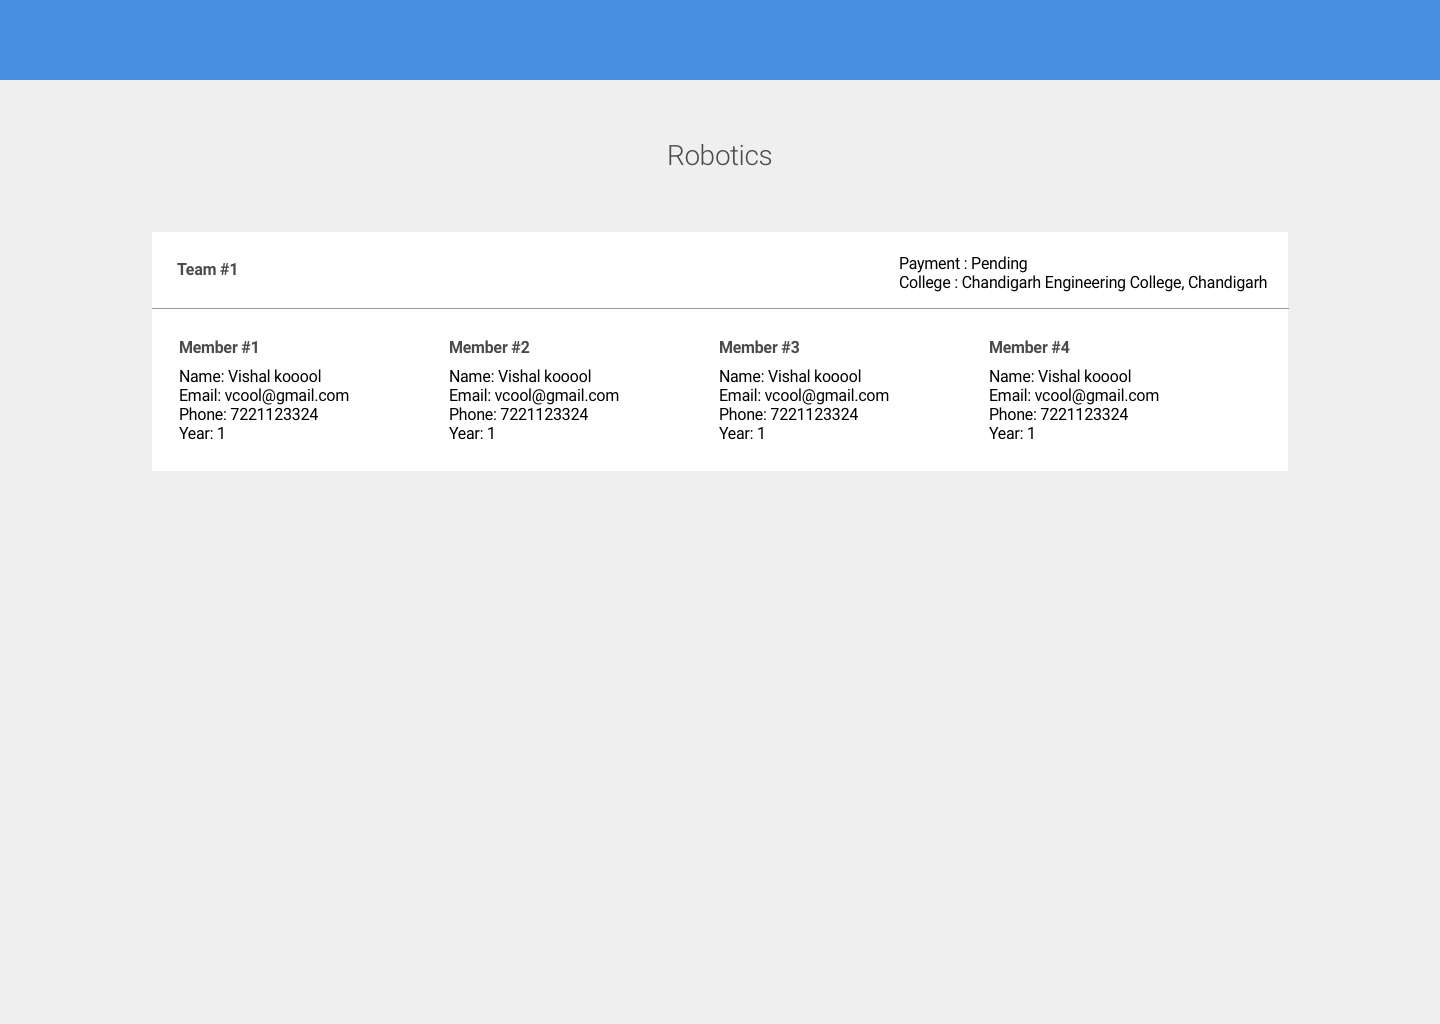 Robotics
Team #1
Payment : Pending
College : Chandigarh Engineering College, Chandigarh
Member #1
Name: Vishal kooool
Email: vcool@gmail.com
Phone: 7221123324
Year: 1
Member #2
Name: Vishal kooool
Email: vcool@gmail.com
Phone: 7221123324
Year: 1
Member #3
Name: Vishal kooool
Email: vcool@gmail.com
Phone: 7221123324
Year: 1
Member #4
Name: Vishal kooool
Email: vcool@gmail.com
Phone: 7221123324
Year: 1